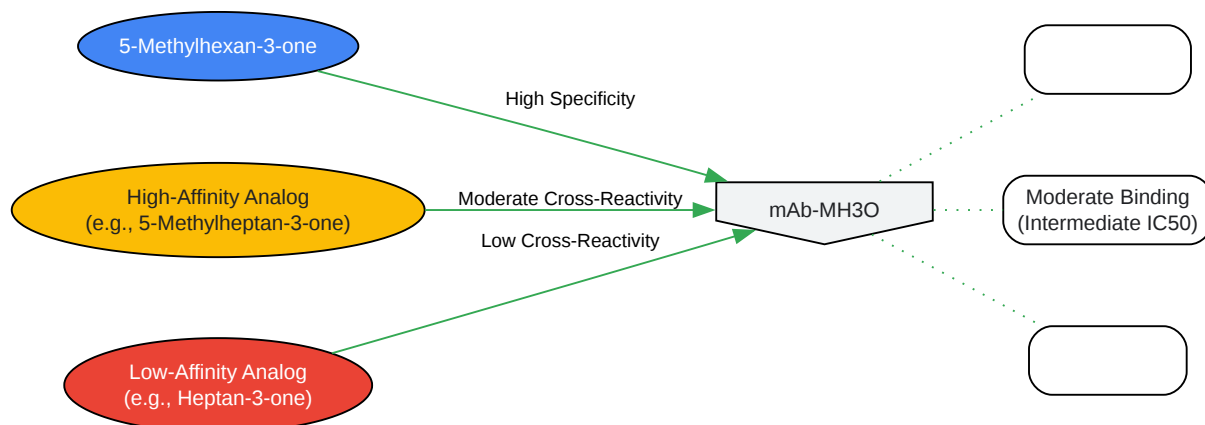 5-Methylhexan-3-one
High Specificity
High-Affinity Analog
(e.g., 5-Methylheptan-3-one)
Moderate Cross-Reactivity
Low Cross-Reactivity
mAb-MH3O
Moderate Binding
(Intermediate IC50)
Low-Affinity Analog
(e.g., Heptan-3-one)